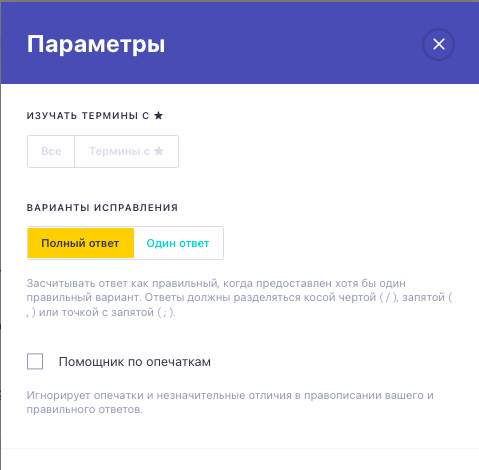 Параметры
ИЗУЧАТЬ ТЕРМИНЫ С ★
Все Термины с ★
ВАРИАНТЫ ИСПРАВЛЕНИЯ
Полный ответ Один ответ
Засчитывать ответ как правильный, когда предоставлен хотя бы один
правильный вариант. Ответы должны разделяться косой чертой ( / ), запятой (
, ) или точкой с запятой ( ; ).
Помощник по опечаткам
Игнорирует опечатки и незначительные отличия в правописании вашего и
правильного ответов.